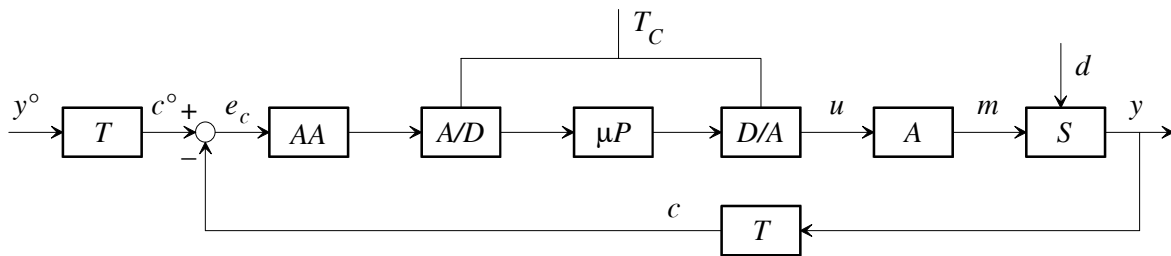 T_C
y° c° + e_c u m d y
T AA A/D μP D/A A S
−
c
T